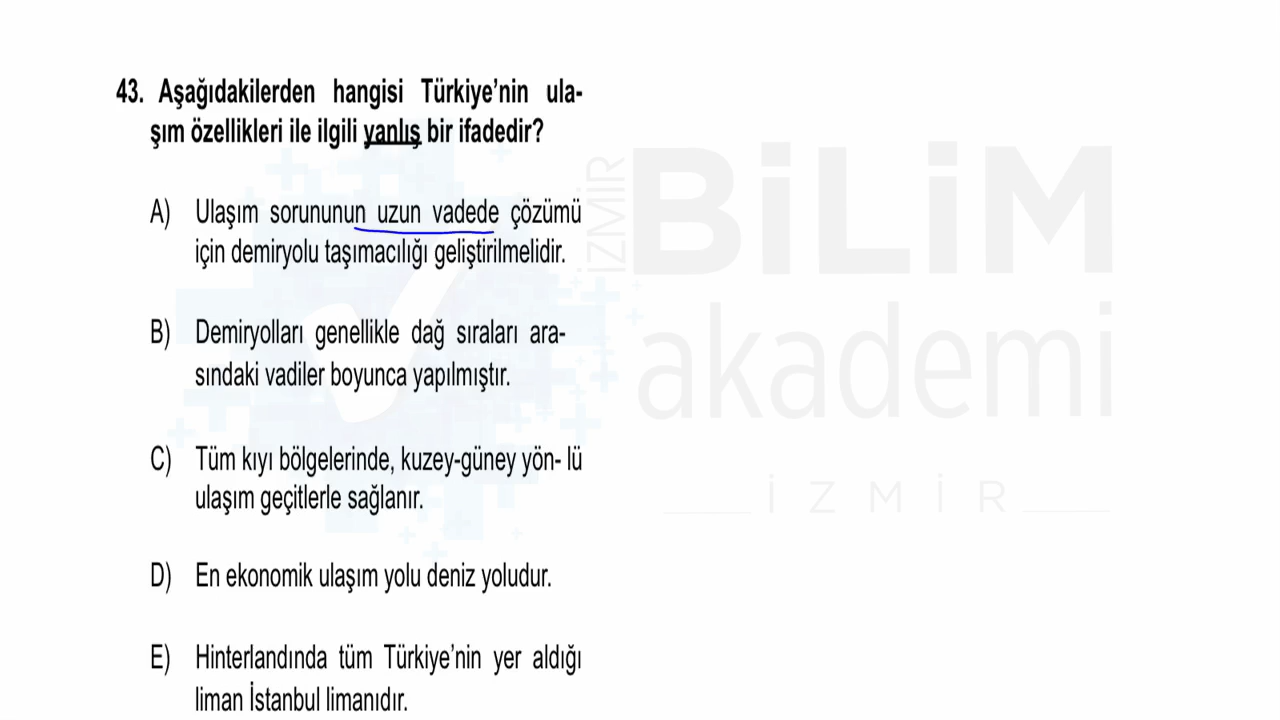 43. Aşağıdakilerden hangisi Türkiye'nin ula-
şım özellikleri ile ilgili yanlış bir ifadedir?
A) Ulaşım sorununun uzun vadede çözümü
için demiryolu taşımacılığı geliştirilmelidir.
B) Demiryolları genellikle dağ sıraları ara-
sındaki vadiler boyunca yapılmıştır.
C) Tüm kıyı bölgelerinde, kuzey-güney yön- lü
ulaşım geçitlerle sağlanır.
D) En ekonomik ulaşım yolu deniz yoludur.
E) Hinterlandında tüm Türkiye'nin yer aldığı
liman İstanbul limanıdır.
İZMİR
BiLiM
akademi
İZMİR